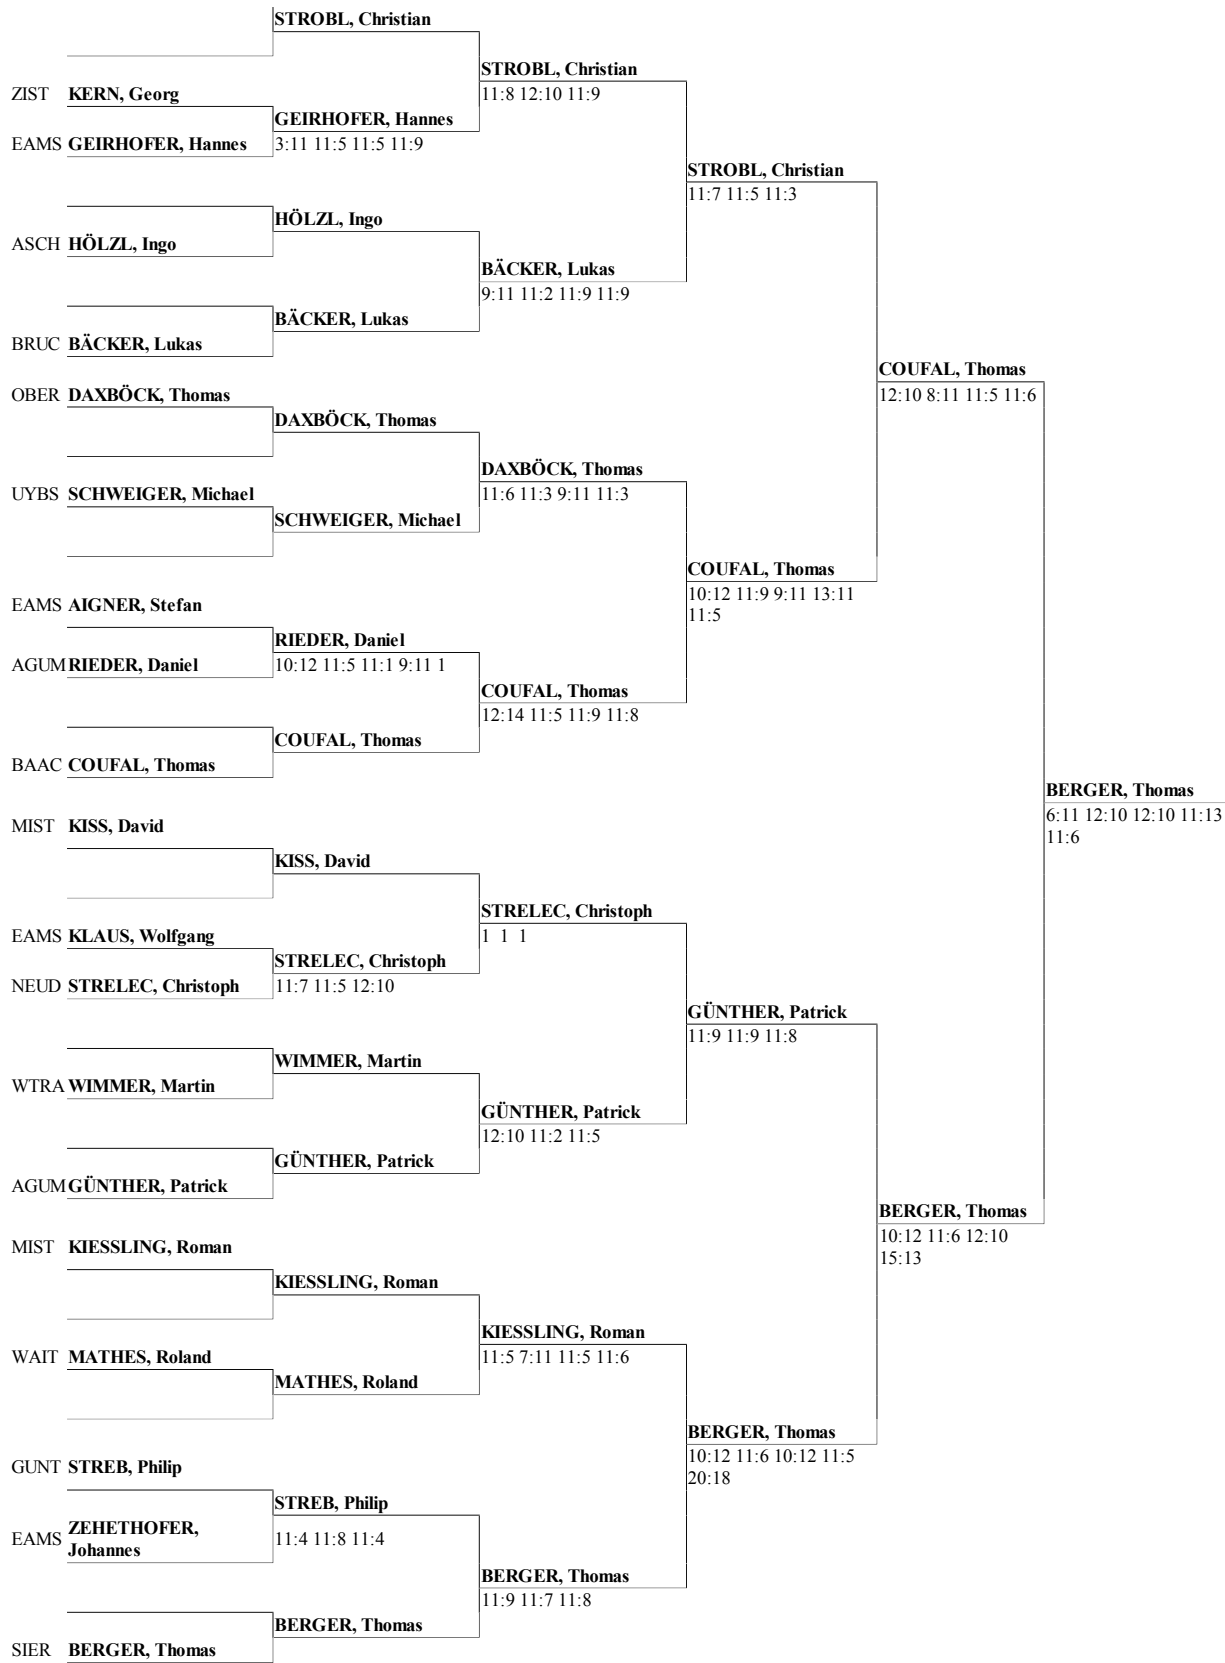 STROBL, Christian
STROBL, Christian
ZIST KERN, Georg
11:8 12:10 11:9
GEIRHOFER, Hannes
EAMS GEIRHOFER, Hannes
3:11 11:5 11:5 11:9
STROBL, Christian
11:7 11:5 11:3
HÖLZL, Ingo
ASCH HÖLZL, Ingo
BÄCKER, Lukas
9:11 11:2 11:9 11:9
BÄCKER, Lukas
BRUC BÄCKER, Lukas
COUFAL, Thomas
12:10 8:11 11:5 11:6
OBER DAXBÖCK, Thomas
DAXBÖCK, Thomas
DAXBÖCK, Thomas
11:6 11:3 9:11 11:3
UYBS SCHWEIGER, Michael
SCHWEIGER, Michael
COUFAL, Thomas
10:12 11:9 9:11 13:11
11:5
EAMS AIGNER, Stefan
RIEDER, Daniel
AGUM RIEDER, Daniel
10:12 11:5 11:1 9:11 1
COUFAL, Thomas
12:14 11:5 11:9 11:8
COUFAL, Thomas
BAAC COUFAL, Thomas
BERGER, Thomas
6:11 12:10 12:10 11:13
11:6
MIST KISS, David
KISS, David
STRELEC, Christoph
1 1 1
EAMS KLAUS, Wolfgang
STRELEC, Christoph
NEUD STRELEC, Christoph
11:7 11:5 12:10
GÜNTHER, Patrick
11:9 11:9 11:8
WIMMER, Martin
WTRA WIMMER, Martin
GÜNTHER, Patrick
12:10 11:2 11:5
GÜNTHER, Patrick
AGUM GÜNTHER, Patrick
BERGER, Thomas
10:12 11:6 12:10
15:13
MIST KIESSLING, Roman
KIESSLING, Roman
KIESSLING, Roman
11:5 7:11 11:5 11:6
WAIT MATHES, Roland
MATHES, Roland
BERGER, Thomas
10:12 11:6 10:12 11:5
20:18
GUNT STREB, Philip
STREB, Philip
EAMS ZEHETHOFER,
Johannes
11:4 11:8 11:4
BERGER, Thomas
11:9 11:7 11:8
BERGER, Thomas
SIER BERGER, Thomas